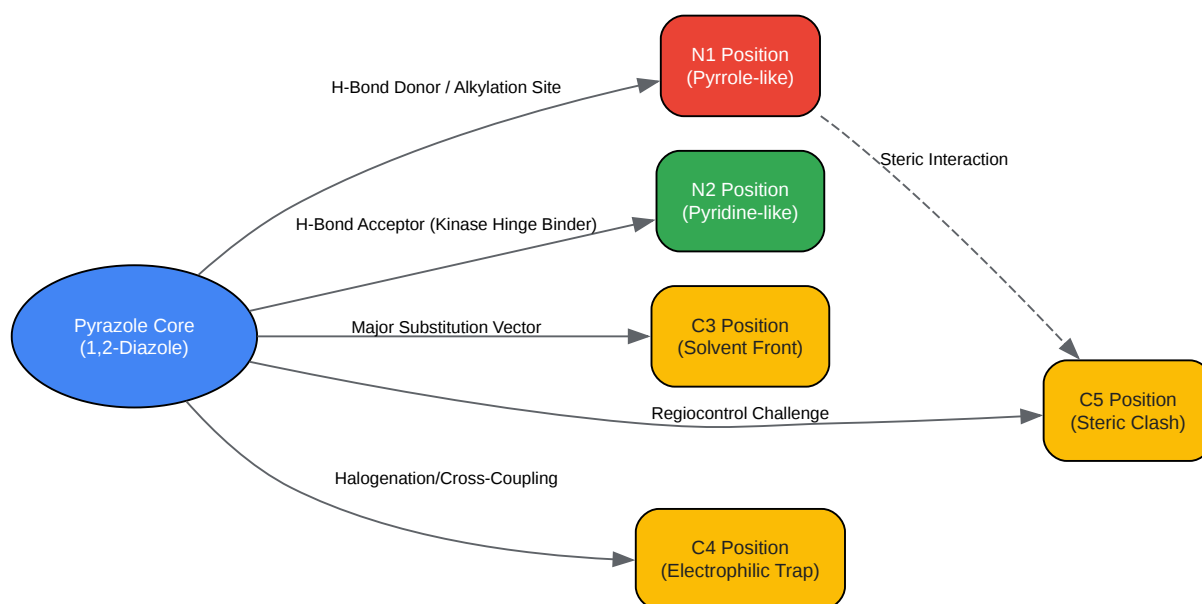 N1 Position
(Pyrrole-like)
H-Bond Donor / Alkylation Site
Steric Interaction
N2 Position
(Pyridine-like)
H-Bond Acceptor (Kinase Hinge Binder)
Pyrazole Core
(1,2-Diazole)
Major Substitution Vector
C3 Position
(Solvent Front)
Regiocontrol Challenge
C5 Position
(Steric Clash)
Halogenation/Cross-Coupling
C4 Position
(Electrophilic Trap)